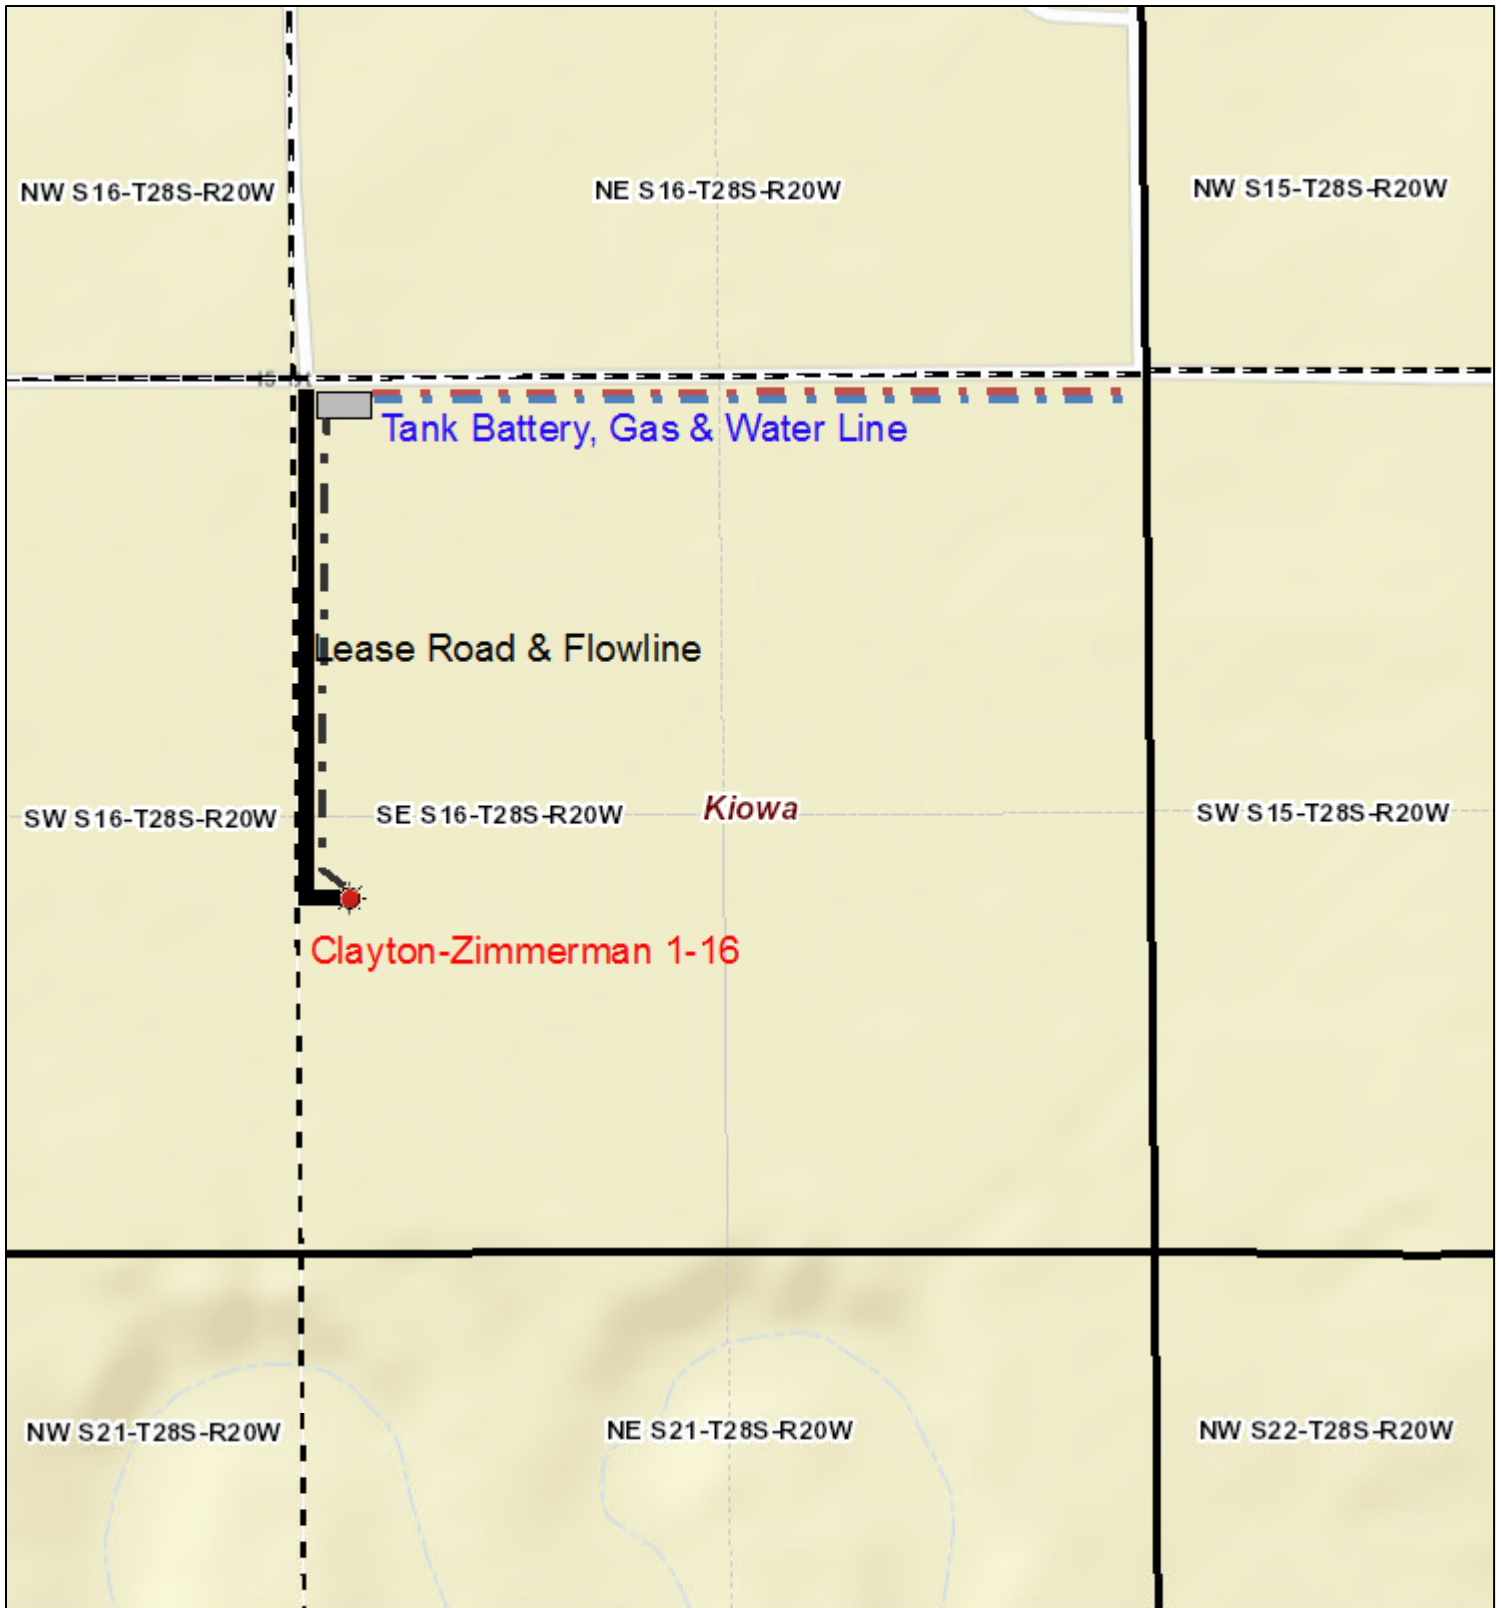 NW S16-T28S-R20W
NE S16-T28S-R20W
NW S15-T28S-R20W
Tank Battery, Gas & Water Line
Lease Road & Flowline
SW S16-T28S-R20W
SE S16-T28S-R20W
Kiowa
SW S15-T28S-R20W
Clayton-Zimmerman 1-16
NW S21-T28S-R20W
NE S21-T28S-R20W
NW S22-T28S-R20W